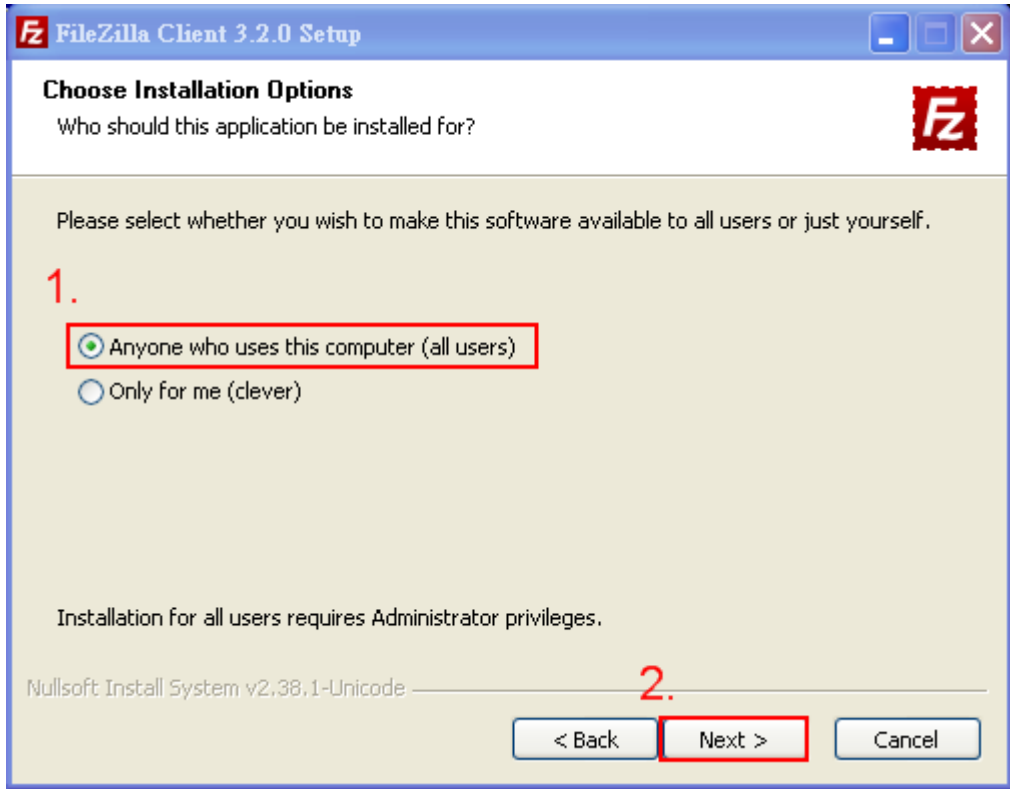 FileZilla Client 3.2.0 Setup
Choose Installation Options
Who should this application be installed for?
Fz
Please select whether you wish to make this software available to all users or just yourself.
1.
Anyone who uses this computer (all users)
Only for me (clever)
Installation for all users requires Administrator privileges.
Nullsoft Install System v2.38.1-Unicode
2.
< Back Next > Cancel